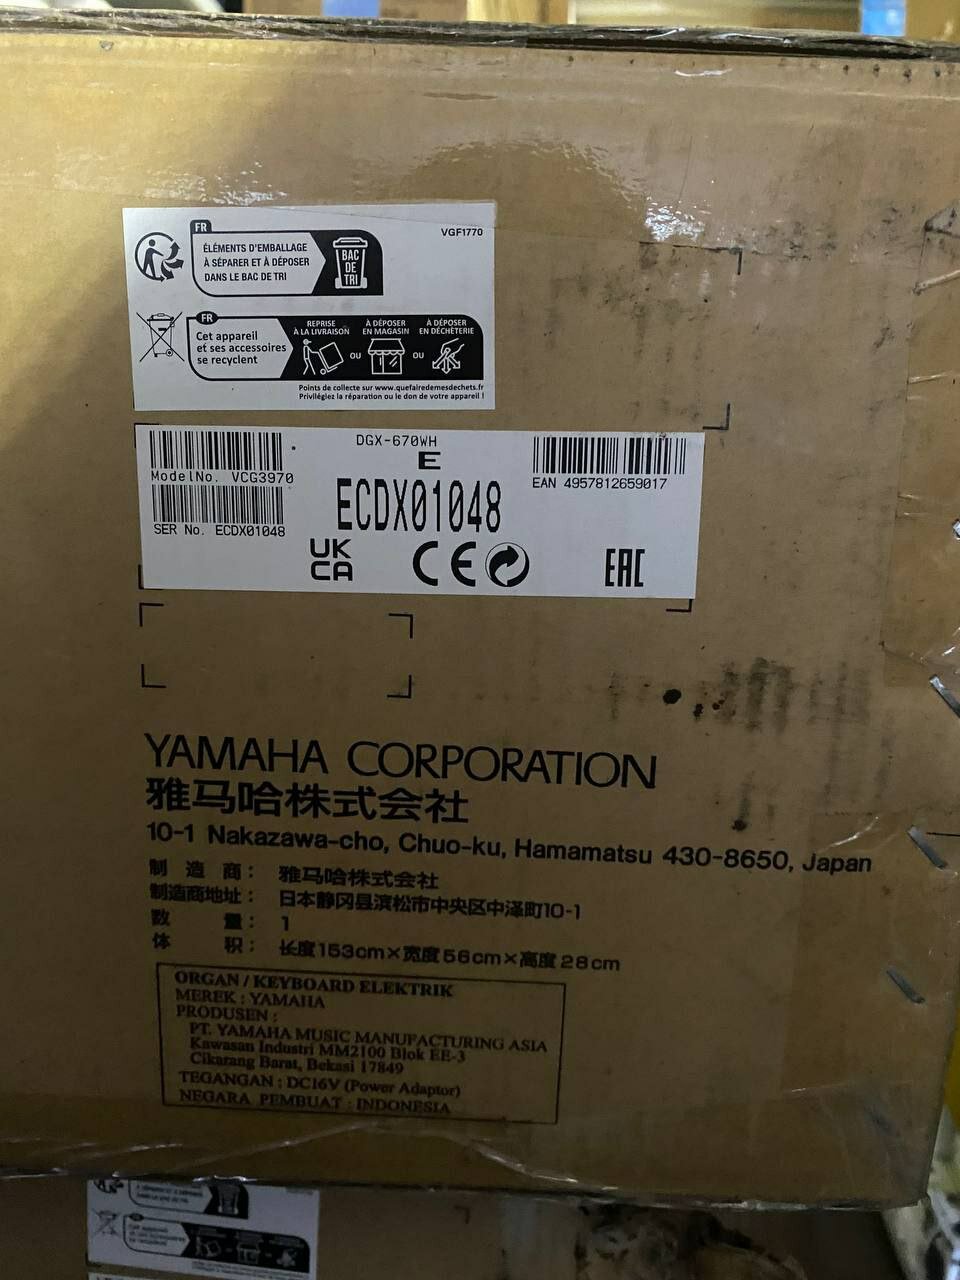 FR
VGF1770
ÉLÉMENTS D'EMBALLAGE
À SÉPARER ET À DÉPOSER
DANS LE BAC DE TRI
BAC
DE
TRI
FR
Cet appareil
et ses accessoires
se recyclent
REPRISE
À LA LIVRAISON
OU
À DÉPOSER
EN MAGASIN
OU
À DÉPOSER
EN DÉCHÈTERIE
Points de collecte sur www.quefairedemesdechets.fr
Privilégiez la réparation ou le don de votre appareil !
DGX-670WH
E
ModelNo. VCG3970
EAN 4957812659017
ECDX01048
SER No. ECDX01048
UK
CA
CE
EAC
YAMAHA CORPORATION
雅马哈株式会社
10-1 Nakazawa-cho, Chuo-ku, Hamamatsu 430-8650, Japan
制 造 商： 雅马哈株式会社
制造商地址： 日本静冈县滨松市中央区中泽町10-1
数 量： 1
体 积： 长度153cm×宽度56cm×高度28cm
ORGAN / KEYBOARD ELEKTRIK
MEREK : YAMAHA
PRODUSEN :
PT. YAMAHA MUSIC MANUFACTURING ASIA
Kawasan Industri MM2100 Blok EE-3
Cikarang Barat, Bekasi 17849
TEGANGAN : DC16V (Power Adaptor)
NEGARA PEMBUAT : INDONESIA
Cet appareil
et ses accessoires
se recyclent